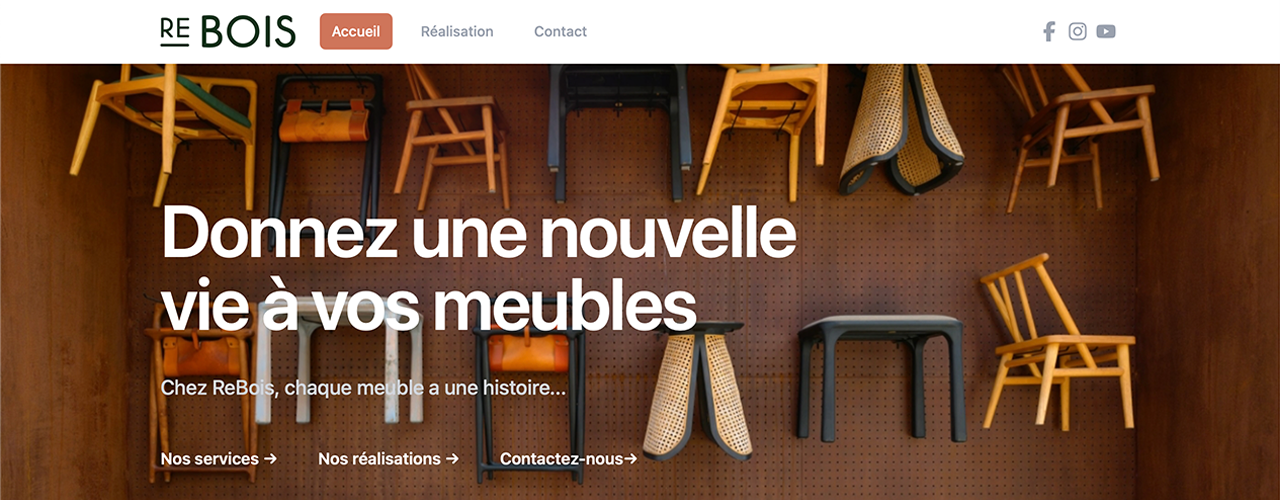 RE BOIS
Accueil
Réalisation
Contact
Donnez une nouvelle
vie à vos meubles
Chez ReBois, chaque meuble a une histoire...
Nos services →
Nos réalisations →
Contactez-nous→